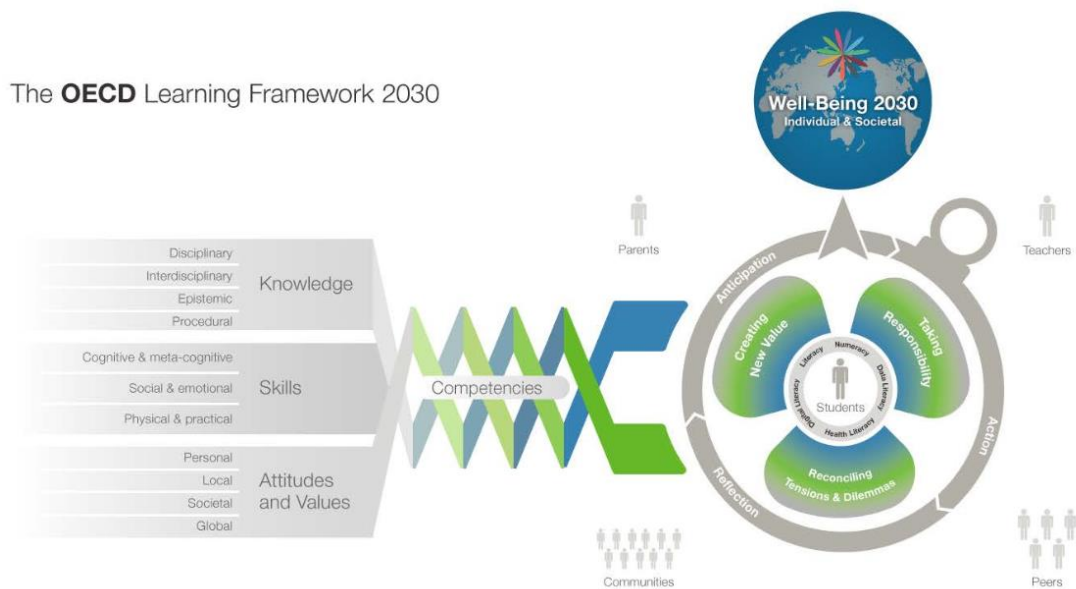 The OECD Learning Framework 2030
Well-Being 2030
Individual & Societal
Parents
Teachers
Disciplinary
Interdisciplinary
Epistemic
Procedural
Knowledge
Cognitive & meta-cognitive
Social & emotional
Physical & practical
Skills
Personal
Local
Societal
Global
Attitudes
and Values
Competencies
Anticipation
Action
Reflection
Creating
New Value
Taking
Responsibility
Reconciling
Tensions & Dilemmas
Literacy
Numeracy
Data Literacy
Health Literacy
Digital Literacy
Students
Communities
Peers